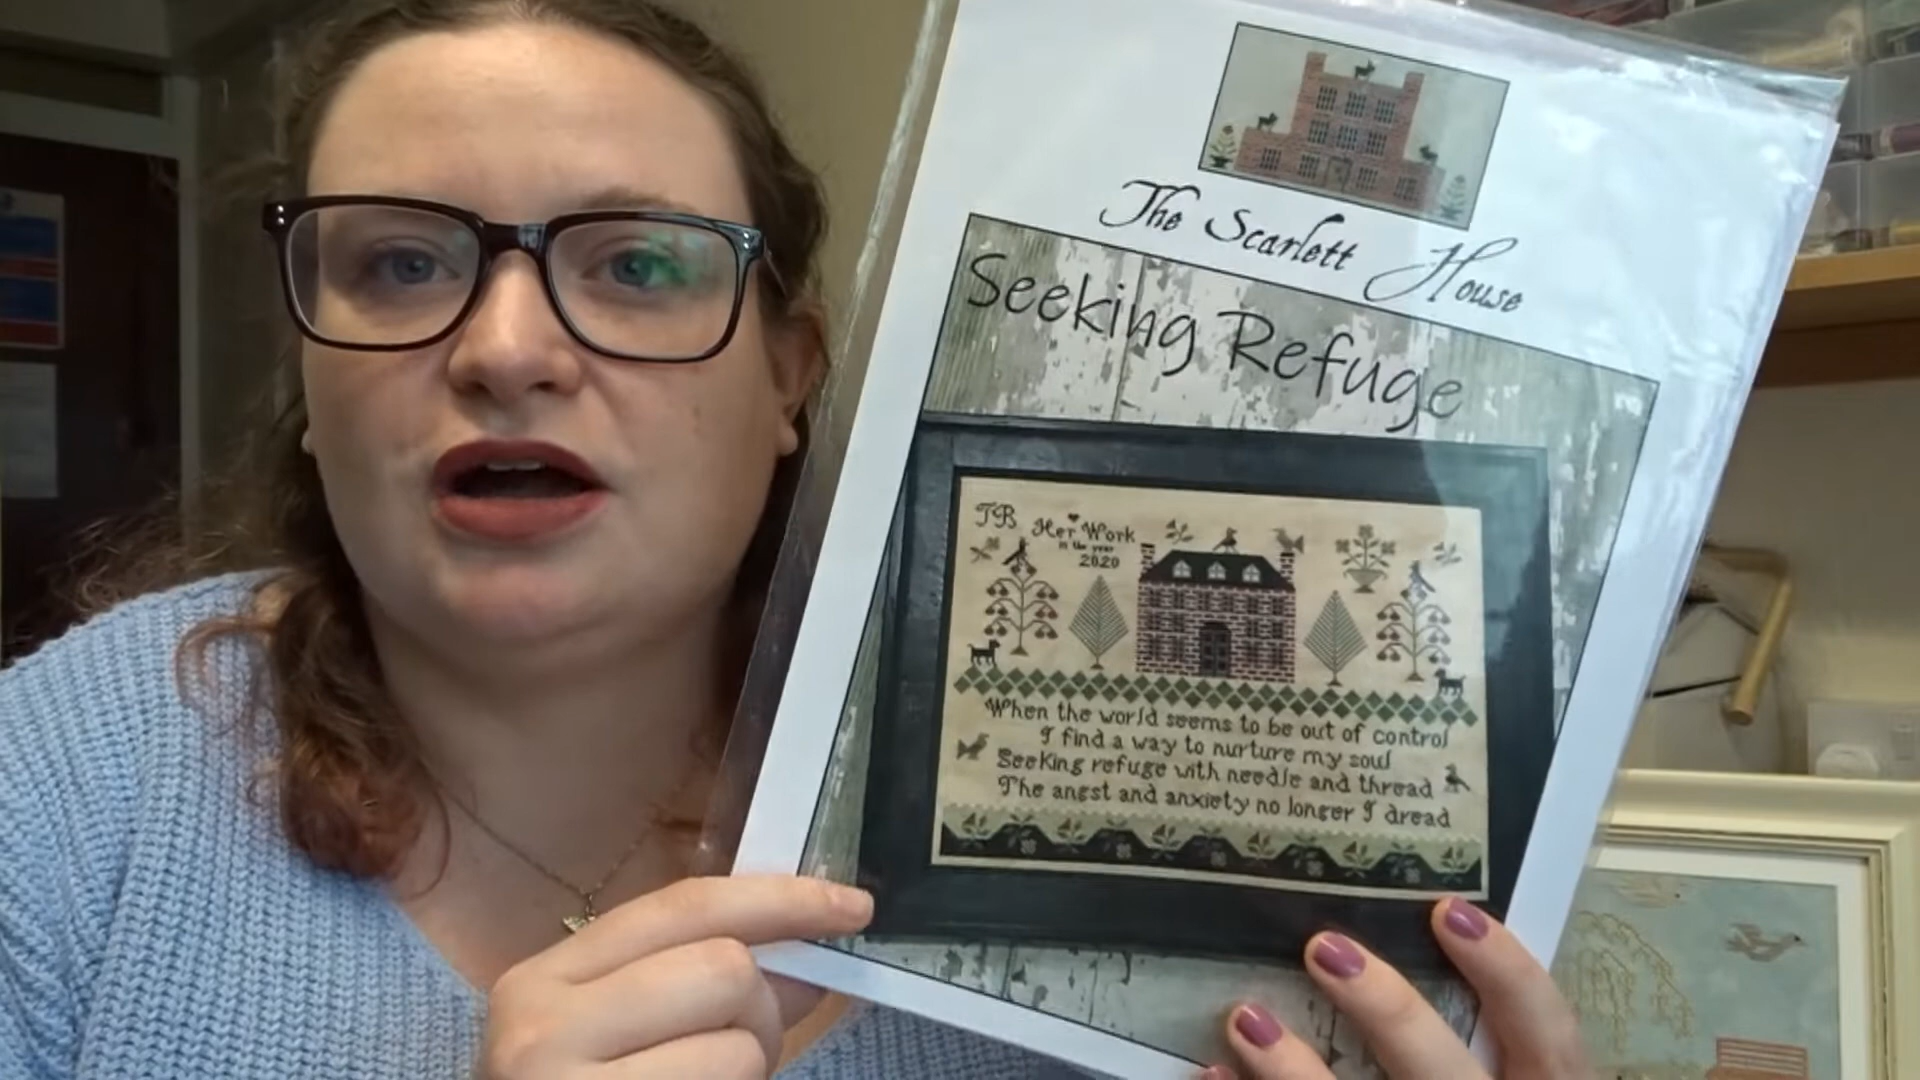 The Scarlett House
Seeking Refuge
TB Her Work
in the year
2020
When the world seems to be out of control
I find a way to nurture my soul
Seeking refuge with needle and thread
The angst and anxiety no longer I dread